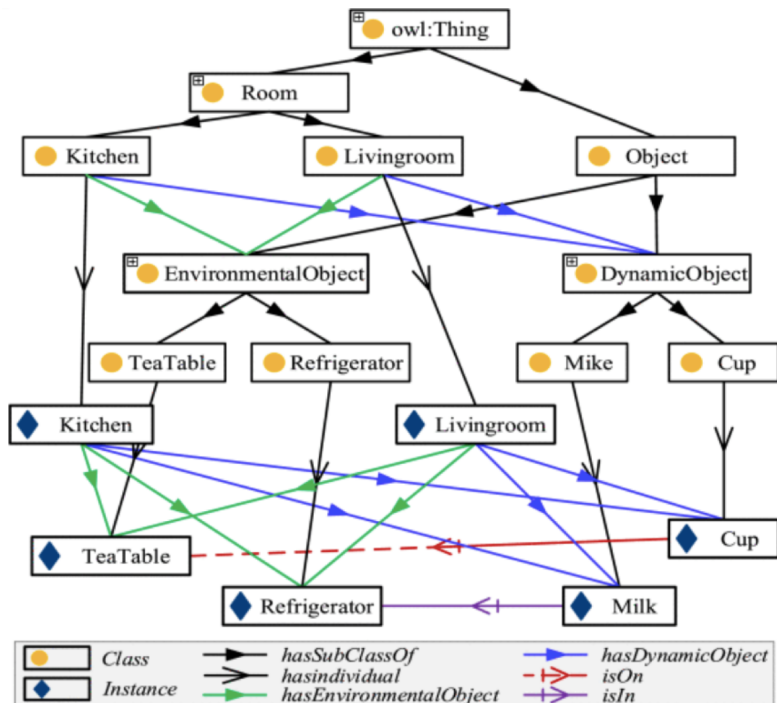 owl:Thing
Room
Kitchen
Livingroom
Object
EnvironmentalObject
DynamicObject
TeaTable
Refrigerator
Mike
Cup
Kitchen
Livingroom
TeaTable
Cup
Refrigerator
Milk
Class
hasSubClassOf
hasDynamicObject
hasindividual
isOn
Instance
hasEnvironmentalObject
isIn